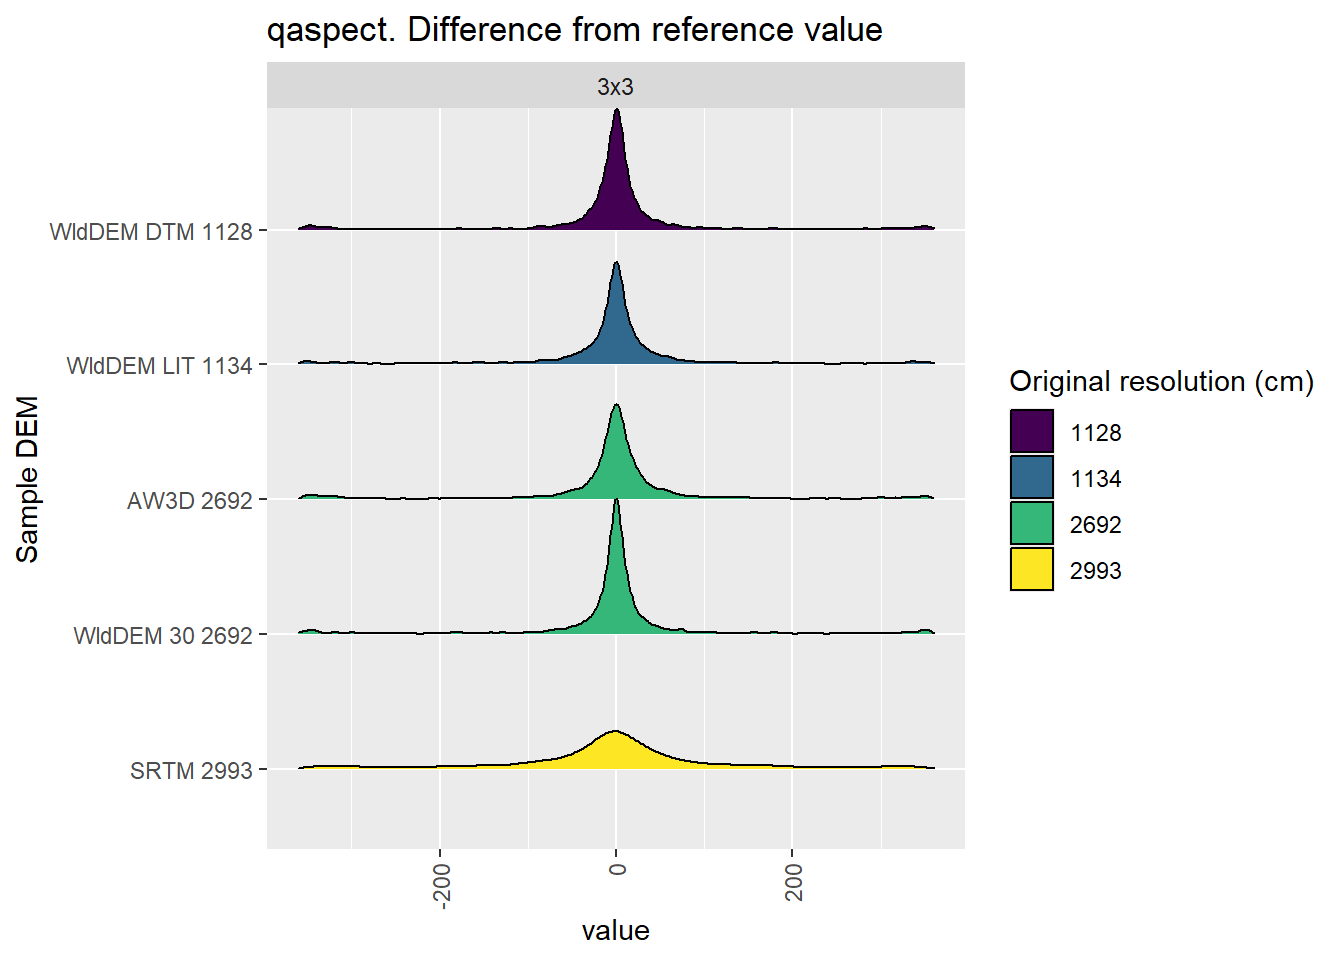 qaspect. Difference from reference value
3x3
WldDEM DTM 1128
WldDEM LIT 1134
AW3D 2692
WldDEM 30 2692
SRTM 2993
Sample DEM
-200
0
200
value
Original resolution (cm)
1128
1134
2692
2993